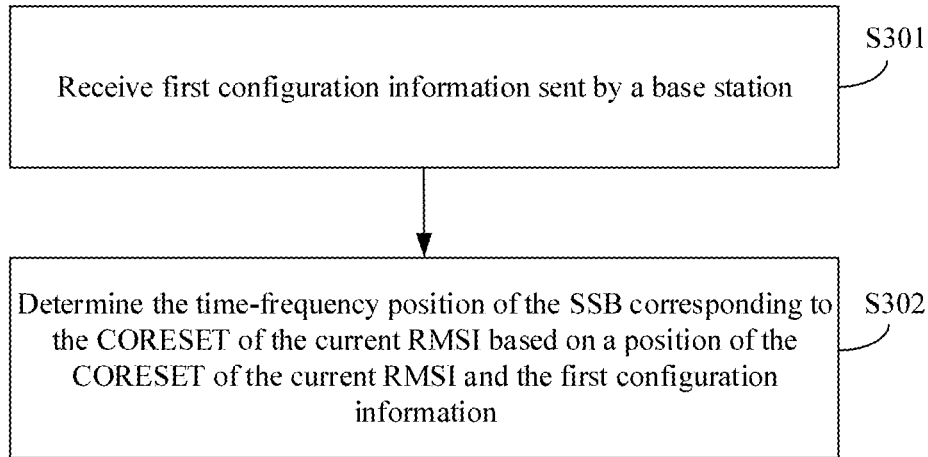 S301
Receive first configuration information sent by a base station
Determine the time-frequency position of the SSB corresponding to
the CORESET of the current RMSI based on a position of the
CORESET of the current RMSI and the first configuration
information
S302